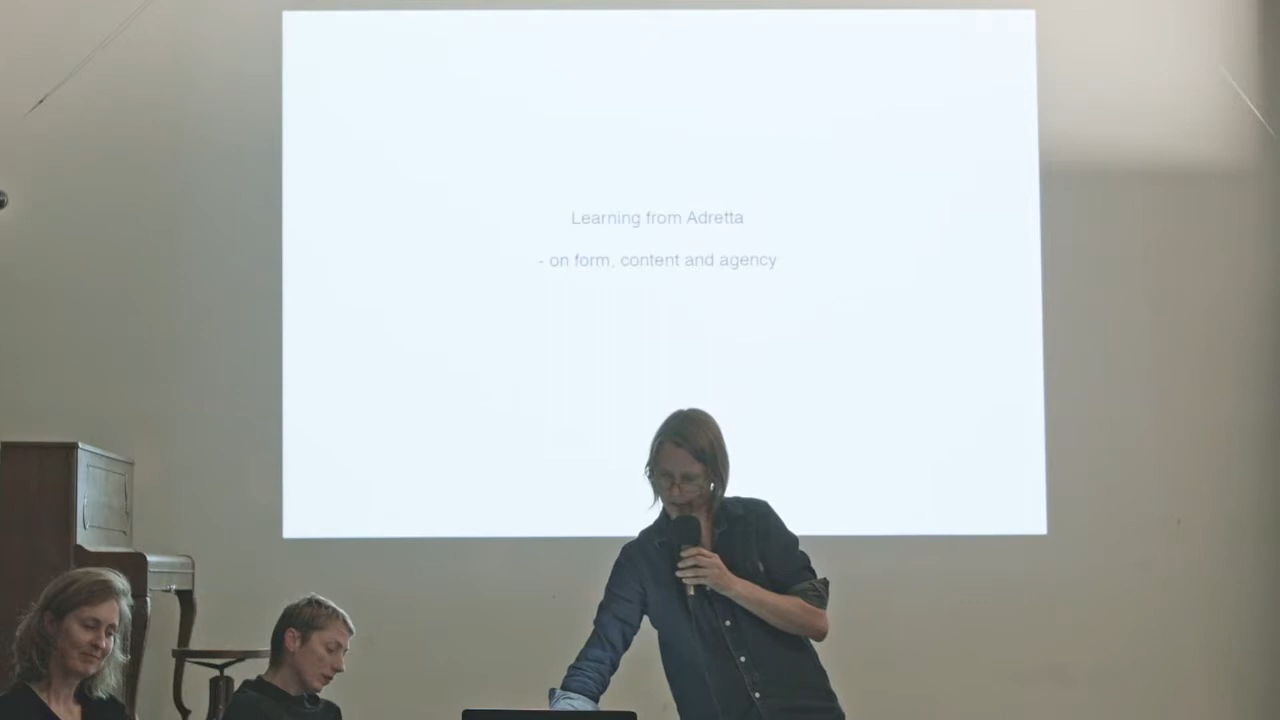 Learning from Adretta
- on form, content and agency